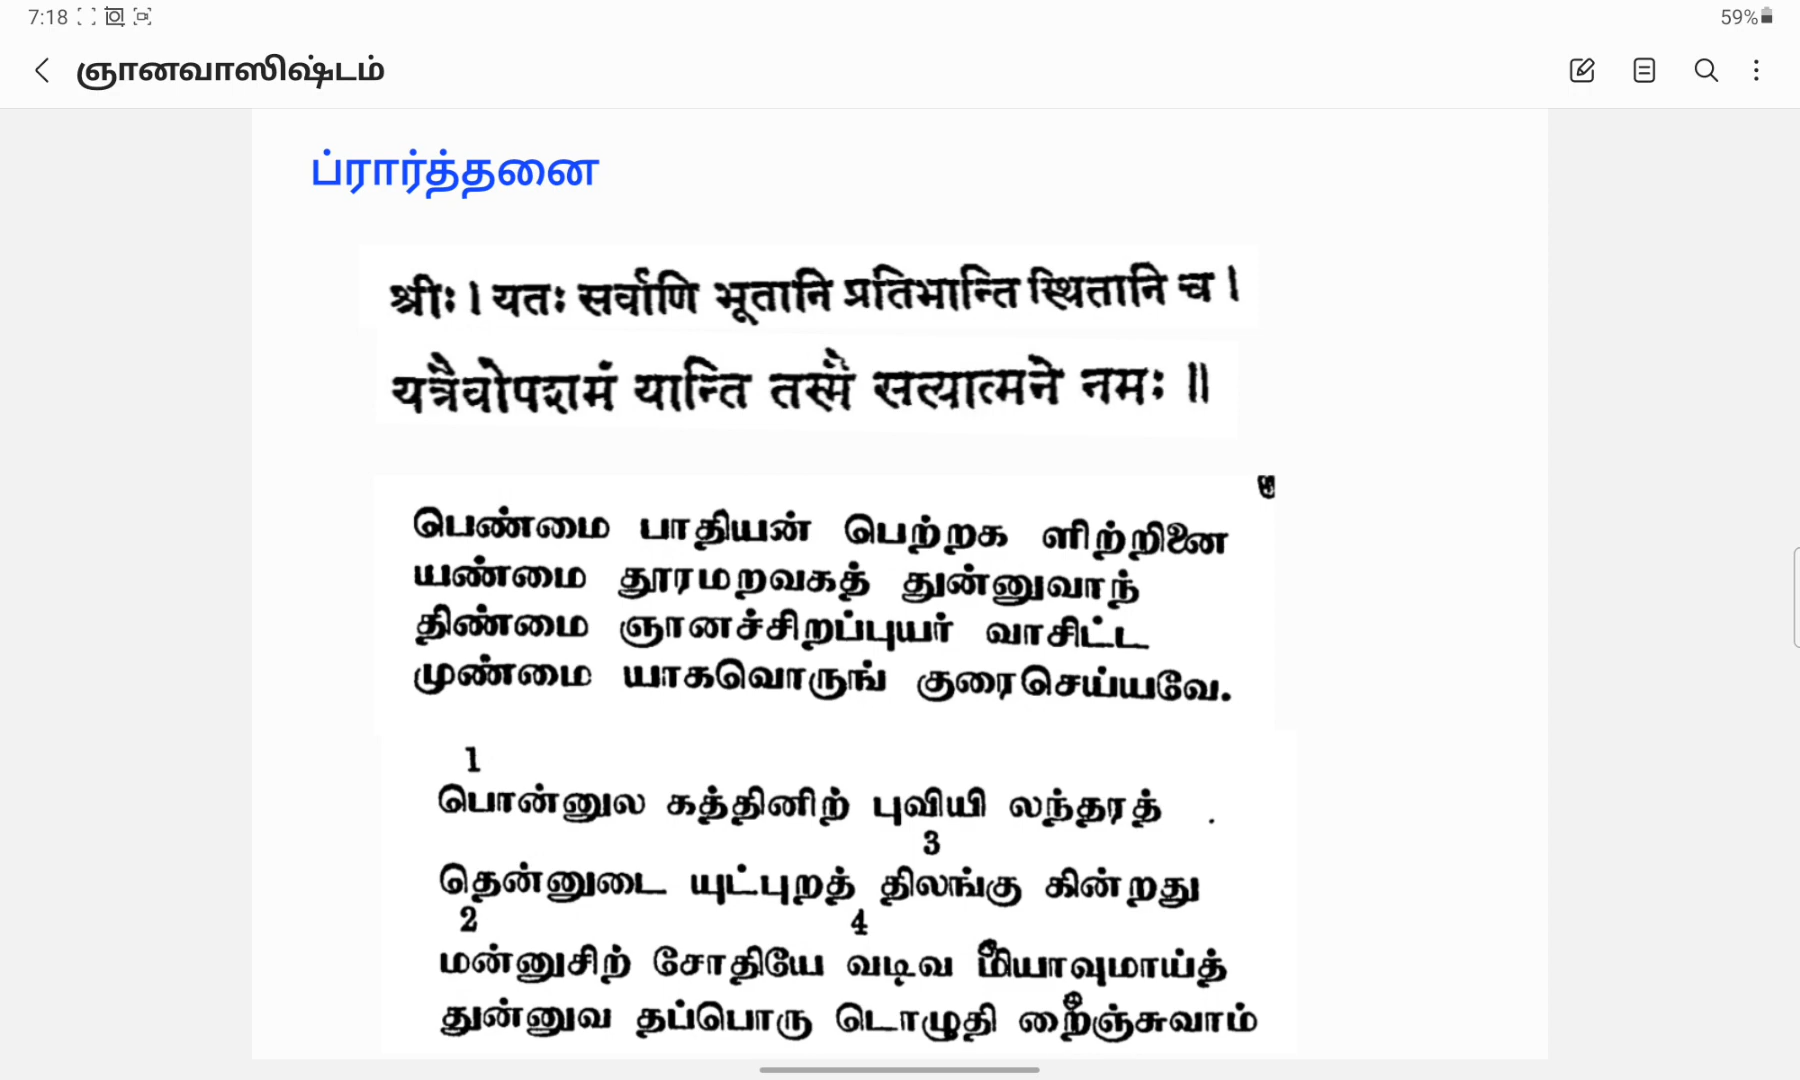 7:18
59%
ஞானவாஸிஷ்டம்
ப்ரார்த்தனை
श्रीः । यतः सर्वाणि भूतानि प्रतिभान्ति स्थितानि च ।
यत्रैवोपशमं यान्ति तस्मै सत्यात्मने नमः ॥
பெண்மை பாதியன் பெற்றக ளிற்றினை
யண்மை தூரமறவகத் துன்னுவாந்
திண்மை ஞானச்சிறப்புயர் வாசிட்ட
முண்மை யாகவொருங் குரைசெய்யவே.
1
பொன்னுல கத்தினிற் புவியி லந்தரத்
3
தென்னுடை யுட்புறத் திலங்கு கின்றது
2 4
மன்னுசிற் சோதியே வடிவ மியாவுமாய்த்
துன்னுவ தப்பொரு டொழுதி றைஞ்சுவாம்